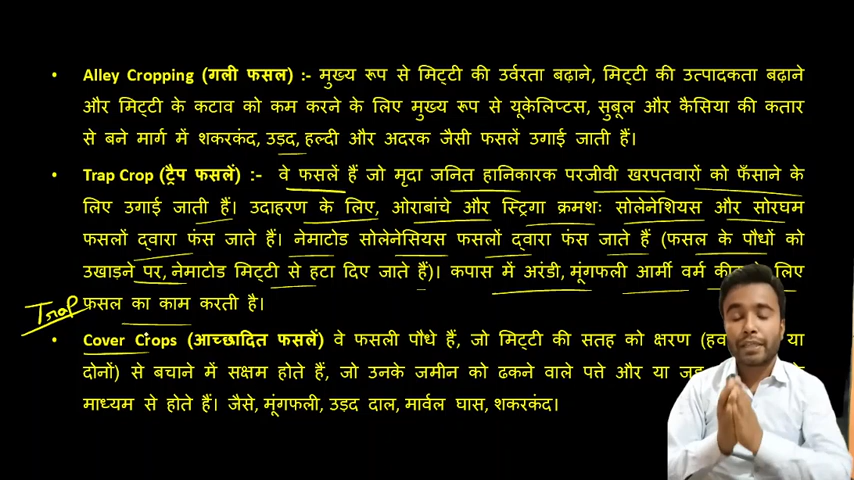 • Alley Cropping (गली फसल) :- मुख्य रूप से मिट्टी की उर्वरता बढ़ाने, मिट्टी की उत्पादकता बढ़ाने
और मिट्टी के कटाव को कम करने के लिए मुख्य रूप से यूकेलिप्टस, सुबूल और कैसिया की कतार
से बने मार्ग में शकरकंद, उड़द, हल्दी और अदरक जैसी फसलें उगाई जाती हैं।
• Trap Crop (ट्रैप फसलें) :- वे फसलें हैं जो मृदा जनित हानिकारक परजीवी खरपतवारों को फँसाने के
लिए उगाई जाती हैं। उदाहरण के लिए, ओराबांचे और स्ट्रिगा क्रमशः सोलेनेशियस और सोरघम
फसलों द्वारा फंस जाते हैं। नेमाटोड सोलेनेसियस फसलों द्वारा फंस जाते हैं (फसल के पौधों को
उखाड़ने पर, नेमाटोड मिट्टी से हटा दिए जाते हैं)। कपास में अरंडी, मूंगफली आर्मी वर्म लिए
Trap फ़सल का काम करती है।
• Cover Crops (आच्छादित फसलें) वे फसली पौधे हैं, जो मिट्टी की सतह को क्षरण या
दोनों) से बचाने में सक्षम होते हैं, जो उनके जमीन को ढकने वाले पत्ते और या
माध्यम से होते हैं। जैसे, मूंगफली, उड़द दाल, मार्वल घास, शकरकंद।